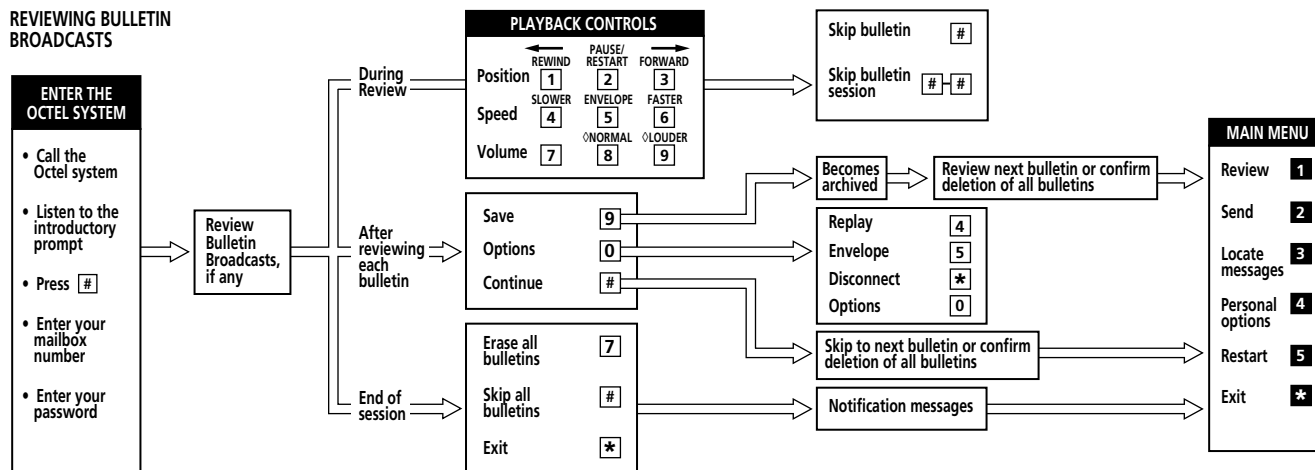 REVIEWING BULLETIN
BROADCASTS
ENTER THE
OCTEL SYSTEM
• Call the
Octel system
• Listen to the
introductory
prompt
• Press #
• Enter your
mailbox
number
• Enter your
password
Review
Bulletin
Broadcasts,
if any
During
Review
PLAYBACK CONTROLS
REWIND PAUSE/
RESTART FORWARD
Position 1 2 3
SLOWER ENVELOPE FASTER
Speed 4 5 6
◊NORMAL ◊LOUDER
Volume 7 8 9
Skip bulletin #
Skip bulletin
session # - #
After
reviewing
each
bulletin
Save 9
Options 0
Continue #
Becomes
archived
Review next bulletin or confirm
deletion of all bulletins
Replay 4
Envelope 5
Disconnect *
Options 0
Skip to next bulletin or confirm
deletion of all bulletins
End of
session
Erase all
bulletins 7
Skip all
bulletins #
Exit *
Notification messages
MAIN MENU
Review 1
Send 2
Locate
messages 3
Personal
options 4
Restart 5
Exit *